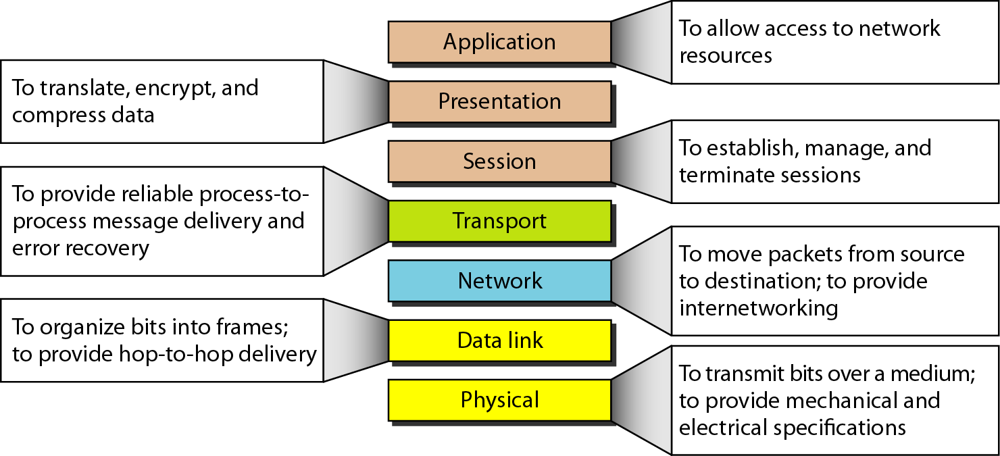 Application
To allow access to network
resources
To translate, encrypt, and
compress data
Presentation
Session
To establish, manage, and
terminate sessions
To provide reliable process-to-
process message delivery and
error recovery
Transport
Network
To move packets from source
to destination; to provide
internetworking
To organize bits into frames;
to provide hop-to-hop delivery
Data link
Physical
To transmit bits over a medium;
to provide mechanical and
electrical specifications